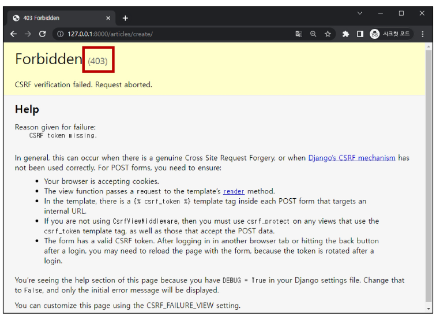 403 Forbidden
127.0.0.1:8000/articles/create/
Forbidden (403)
CSRF verification failed. Request aborted.
Help
Reason given for failure:
CSRF token missing.
In general, this can occur when there is a genuine Cross Site Request Forgery, or when Django's CSRF mechanism has
not been used correctly. For POST forms, you need to ensure:
• Your browser is accepting cookies.
• The view function passes a request to the template's render method.
• In the template, there is a {% csrf_token %} template tag inside each POST form that targets an
internal URL.
• If you are not using CsrfViewMiddleware, then you must use csrf_protect on any views that use the
csrf_token template tag, as well as those that accept the POST data.
• The form has a valid CSRF token. After logging in in another browser tab or hitting the back button
after a login, you may need to reload the page with the form, because the token is rotated after a
login.
You're seeing the help section of this page because you have DEBUG = True in your Django settings file. Change that
to False, and only the initial error message will be displayed.
You can customize this page using the CSRF_FAILURE_VIEW setting.